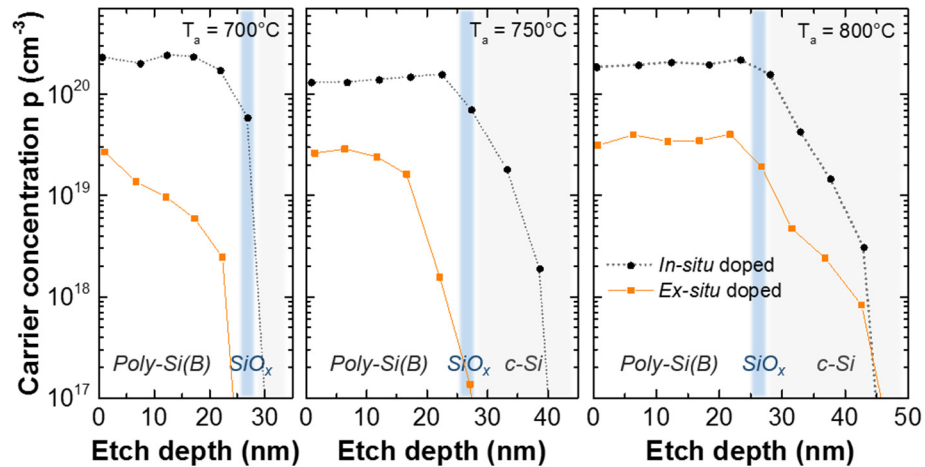 Tₐ = 700°C
Tₐ = 750°C
Tₐ = 800°C
Carrier concentration p (cm⁻³)
10²⁰
10¹⁹
10¹⁸
10¹⁷
In-situ doped
Ex-situ doped
Poly-Si(B) SiOₓ
Poly-Si(B) SiOₓ c-Si
Poly-Si(B) SiOₓ c-Si
0 10 20 30
0 10 20 30 40
0 10 20 30 40 50
Etch depth (nm)
Etch depth (nm)
Etch depth (nm)